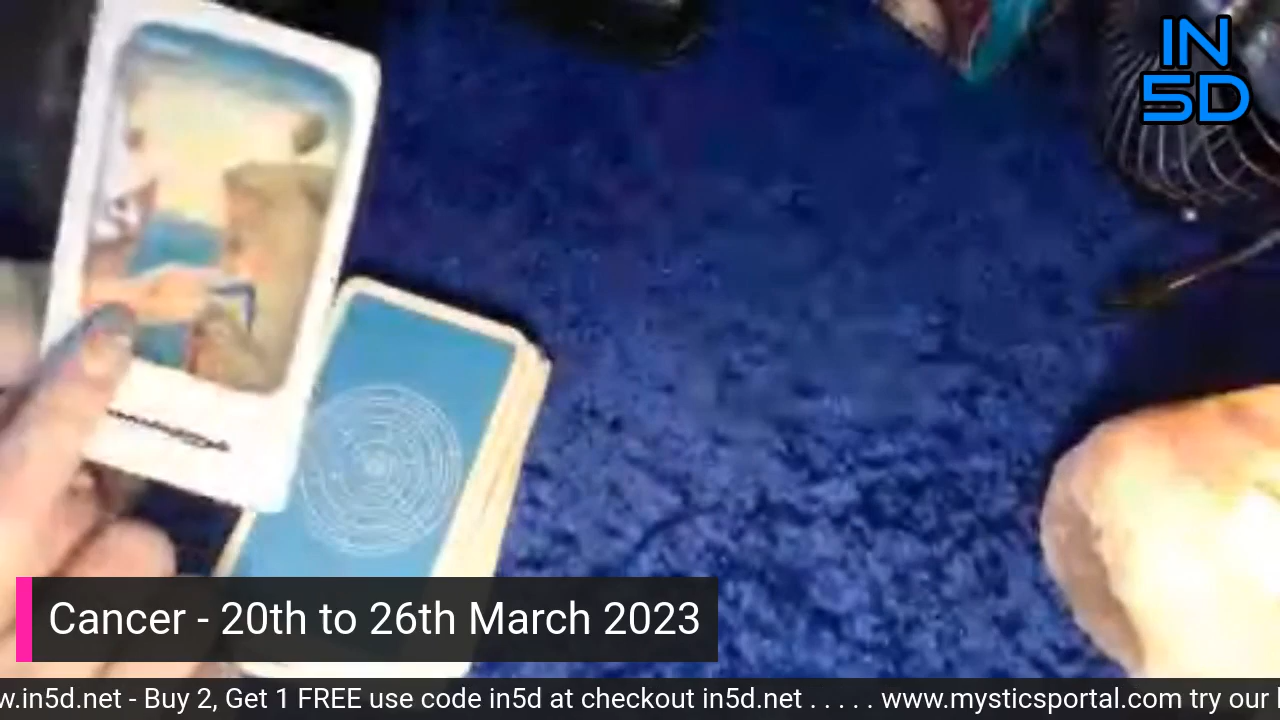 IN
5D
Cancer - 20th to 26th March 2023
w.in5d.net - Buy 2, Get 1 FREE use code in5d at checkout in5d.net . . . . . www.mysticsportal.com try our